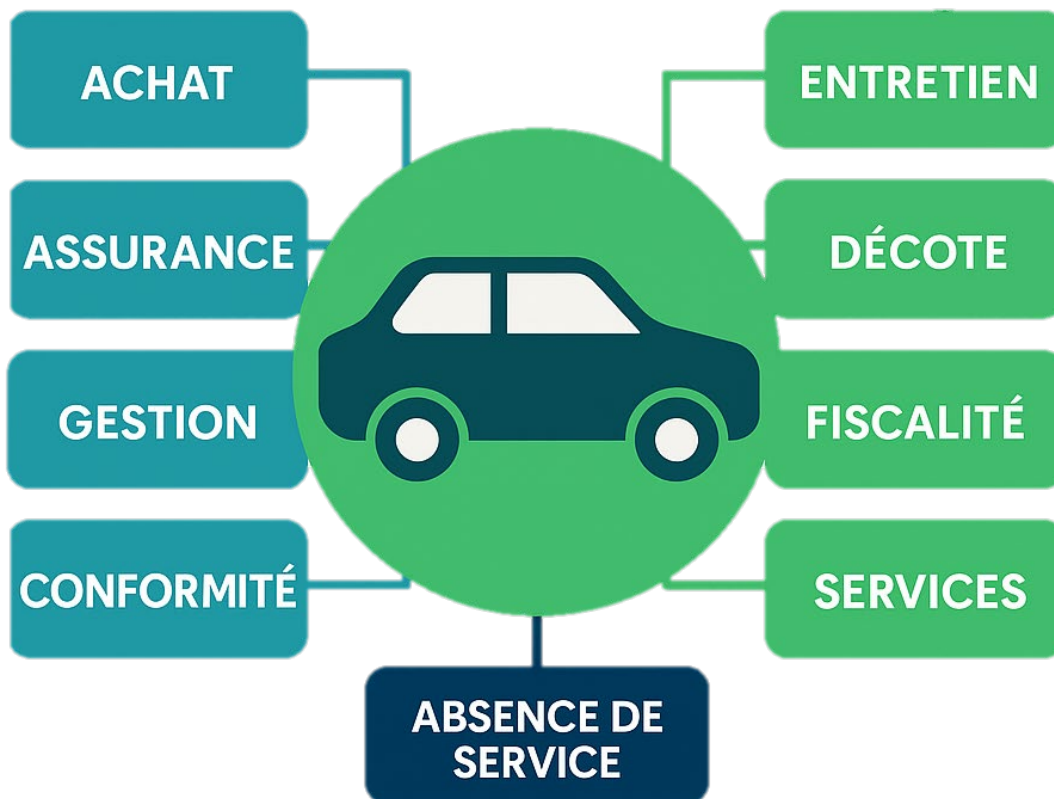 ACHAT
ASSURANCE
GESTION
CONFORMITÉ
ENTRETIEN
DÉCOTE
FISCALITÉ
SERVICES
ABSENCE DE
SERVICE